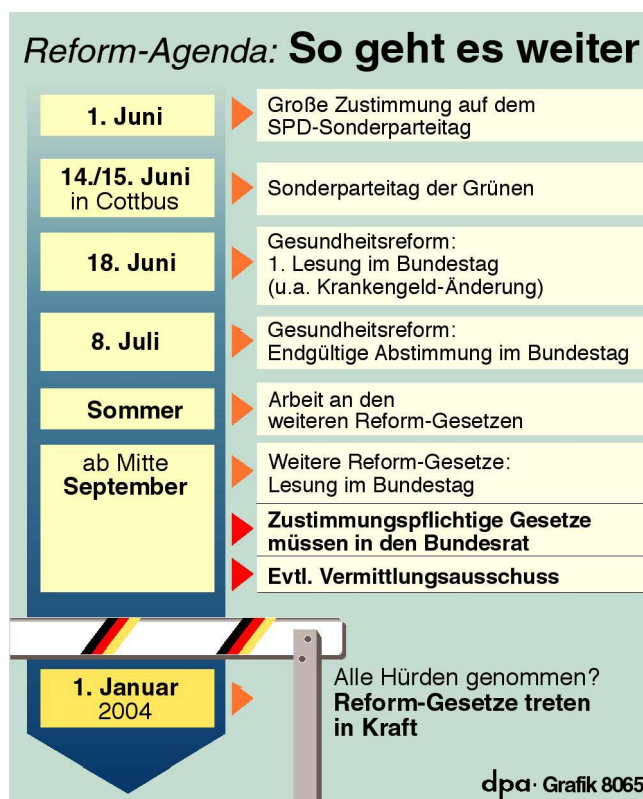 Reform-Agenda: So geht es weiter
1. Juni
Große Zustimmung auf dem
SPD-Sonderparteitag
14./15. Juni
in Cottbus
Sonderparteitag der Grünen
18. Juni
Gesundheitsreform:
1. Lesung im Bundestag
(u.a. Krankengeld-Änderung)
8. Juli
Gesundheitsreform:
Endgültige Abstimmung im Bundestag
Sommer
Arbeit an den
weiteren Reform-Gesetzen
ab Mitte
September
Weitere Reform-Gesetze:
Lesung im Bundestag
Zustimmungspflichtige Gesetze
müssen in den Bundesrat
Evtl. Vermittlungsausschuss
1. Januar
2004
Alle Hürden genommen?
Reform-Gesetze treten
in Kraft
dpa· Grafik 8065